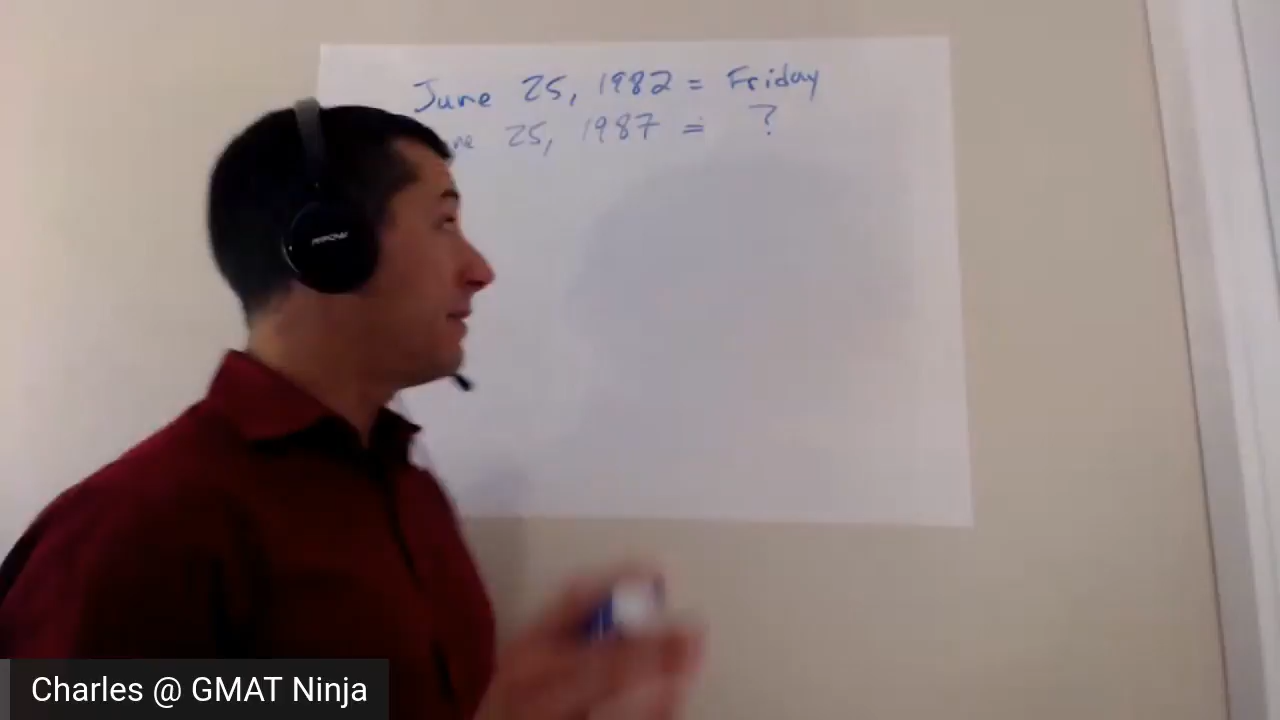 June 25, 1982 = Friday
ne 25, 1987 = ?
Charles @ GMAT Ninja